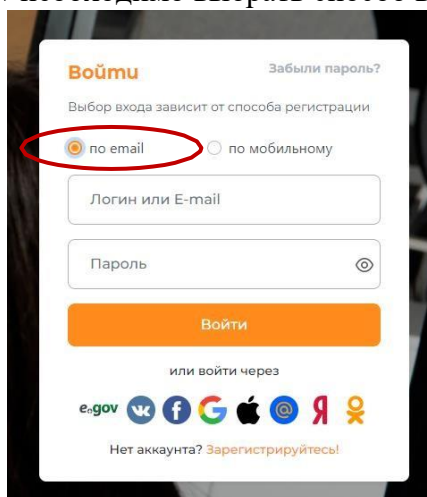 Войти Забыли пароль?
Выбор входа зависит от способа регистрации
по email по мобильному
Логин или E-mail
Пароль
Войти
или войти через
egov
Нет аккаунта? Зарегистрируйтесь!